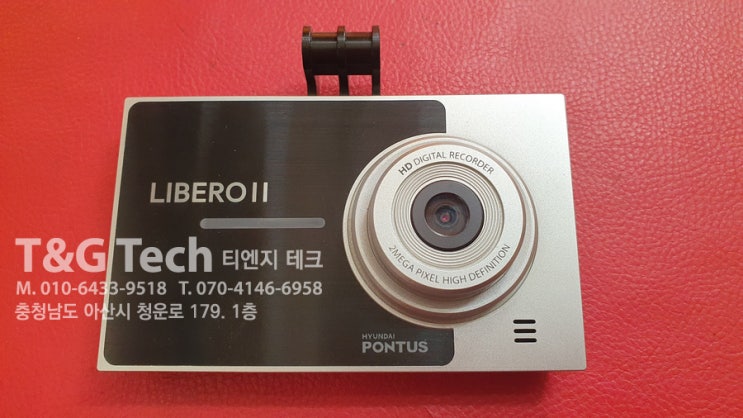 HD DIGITAL RECORDER
LIBERO II
2MEGA PIXEL HIGH DEFINITION
T&G Tech 티엔지 테크
M. 010-6433-9518 T. 070-4146-6958
충청남도 아산시 청운로 179. 1층
HYUNDAI
PONTUS